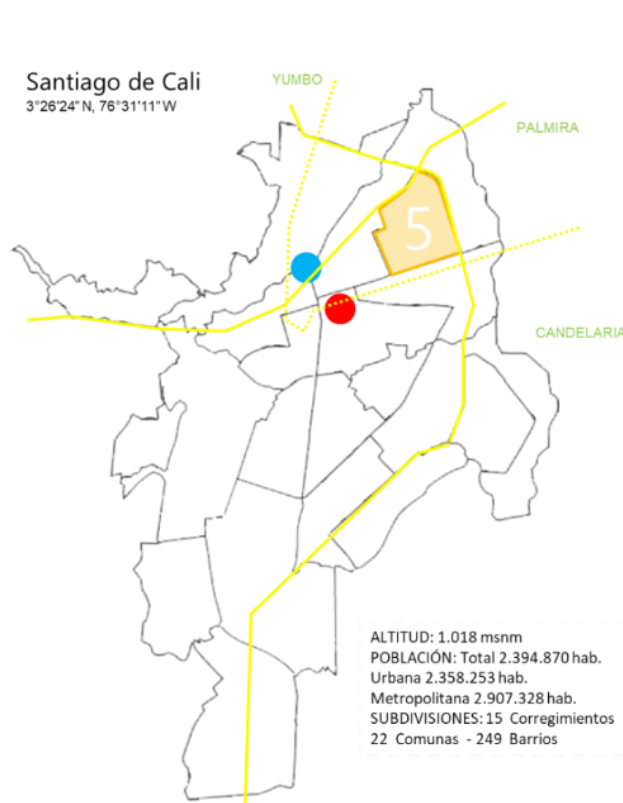 Santiago de Cali
3°26'24" N, 76°31'11" W
YUMBO
PALMIRA
5
CANDELARIA
ALTITUD: 1.018 msnm
POBLACIÓN: Total 2.394.870 hab.
Urbana 2.358.253 hab.
Metropolitana 2.907.328 hab.
SUBDIVISIONES: 15 Corregimientos
22 Comunas - 249 Barrios